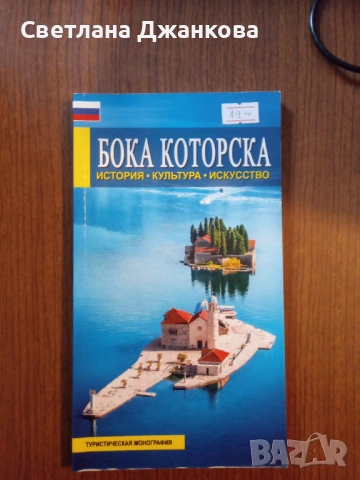 Светлана Джанкова
БОКА КОТОРСКА
ИСТОРИЯ • КУЛЬТУРА • ИСКУССТВО
ТУРИСТИЧЕСКАЯ МОНОГРАФИЯ
BAZAR